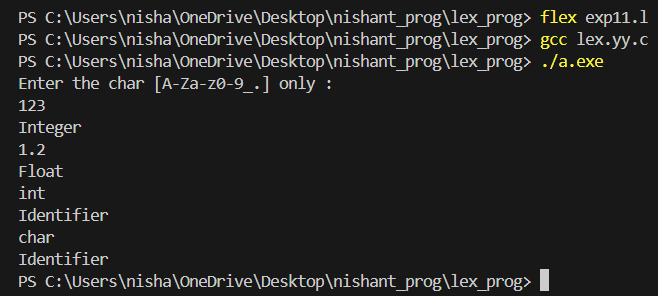 PS C:\Users\nisha\OneDrive\Desktop\nishant_prog\lex_prog> flex exp11.l
PS C:\Users\nisha\OneDrive\Desktop\nishant_prog\lex_prog> gcc lex.yy.c
PS C:\Users\nisha\OneDrive\Desktop\nishant_prog\lex_prog> ./a.exe
Enter the char [A-Za-z0-9_.] only :
123
Integer
1.2
Float
int
Identifier
char
Identifier
PS C:\Users\nisha\OneDrive\Desktop\nishant_prog\lex_prog>